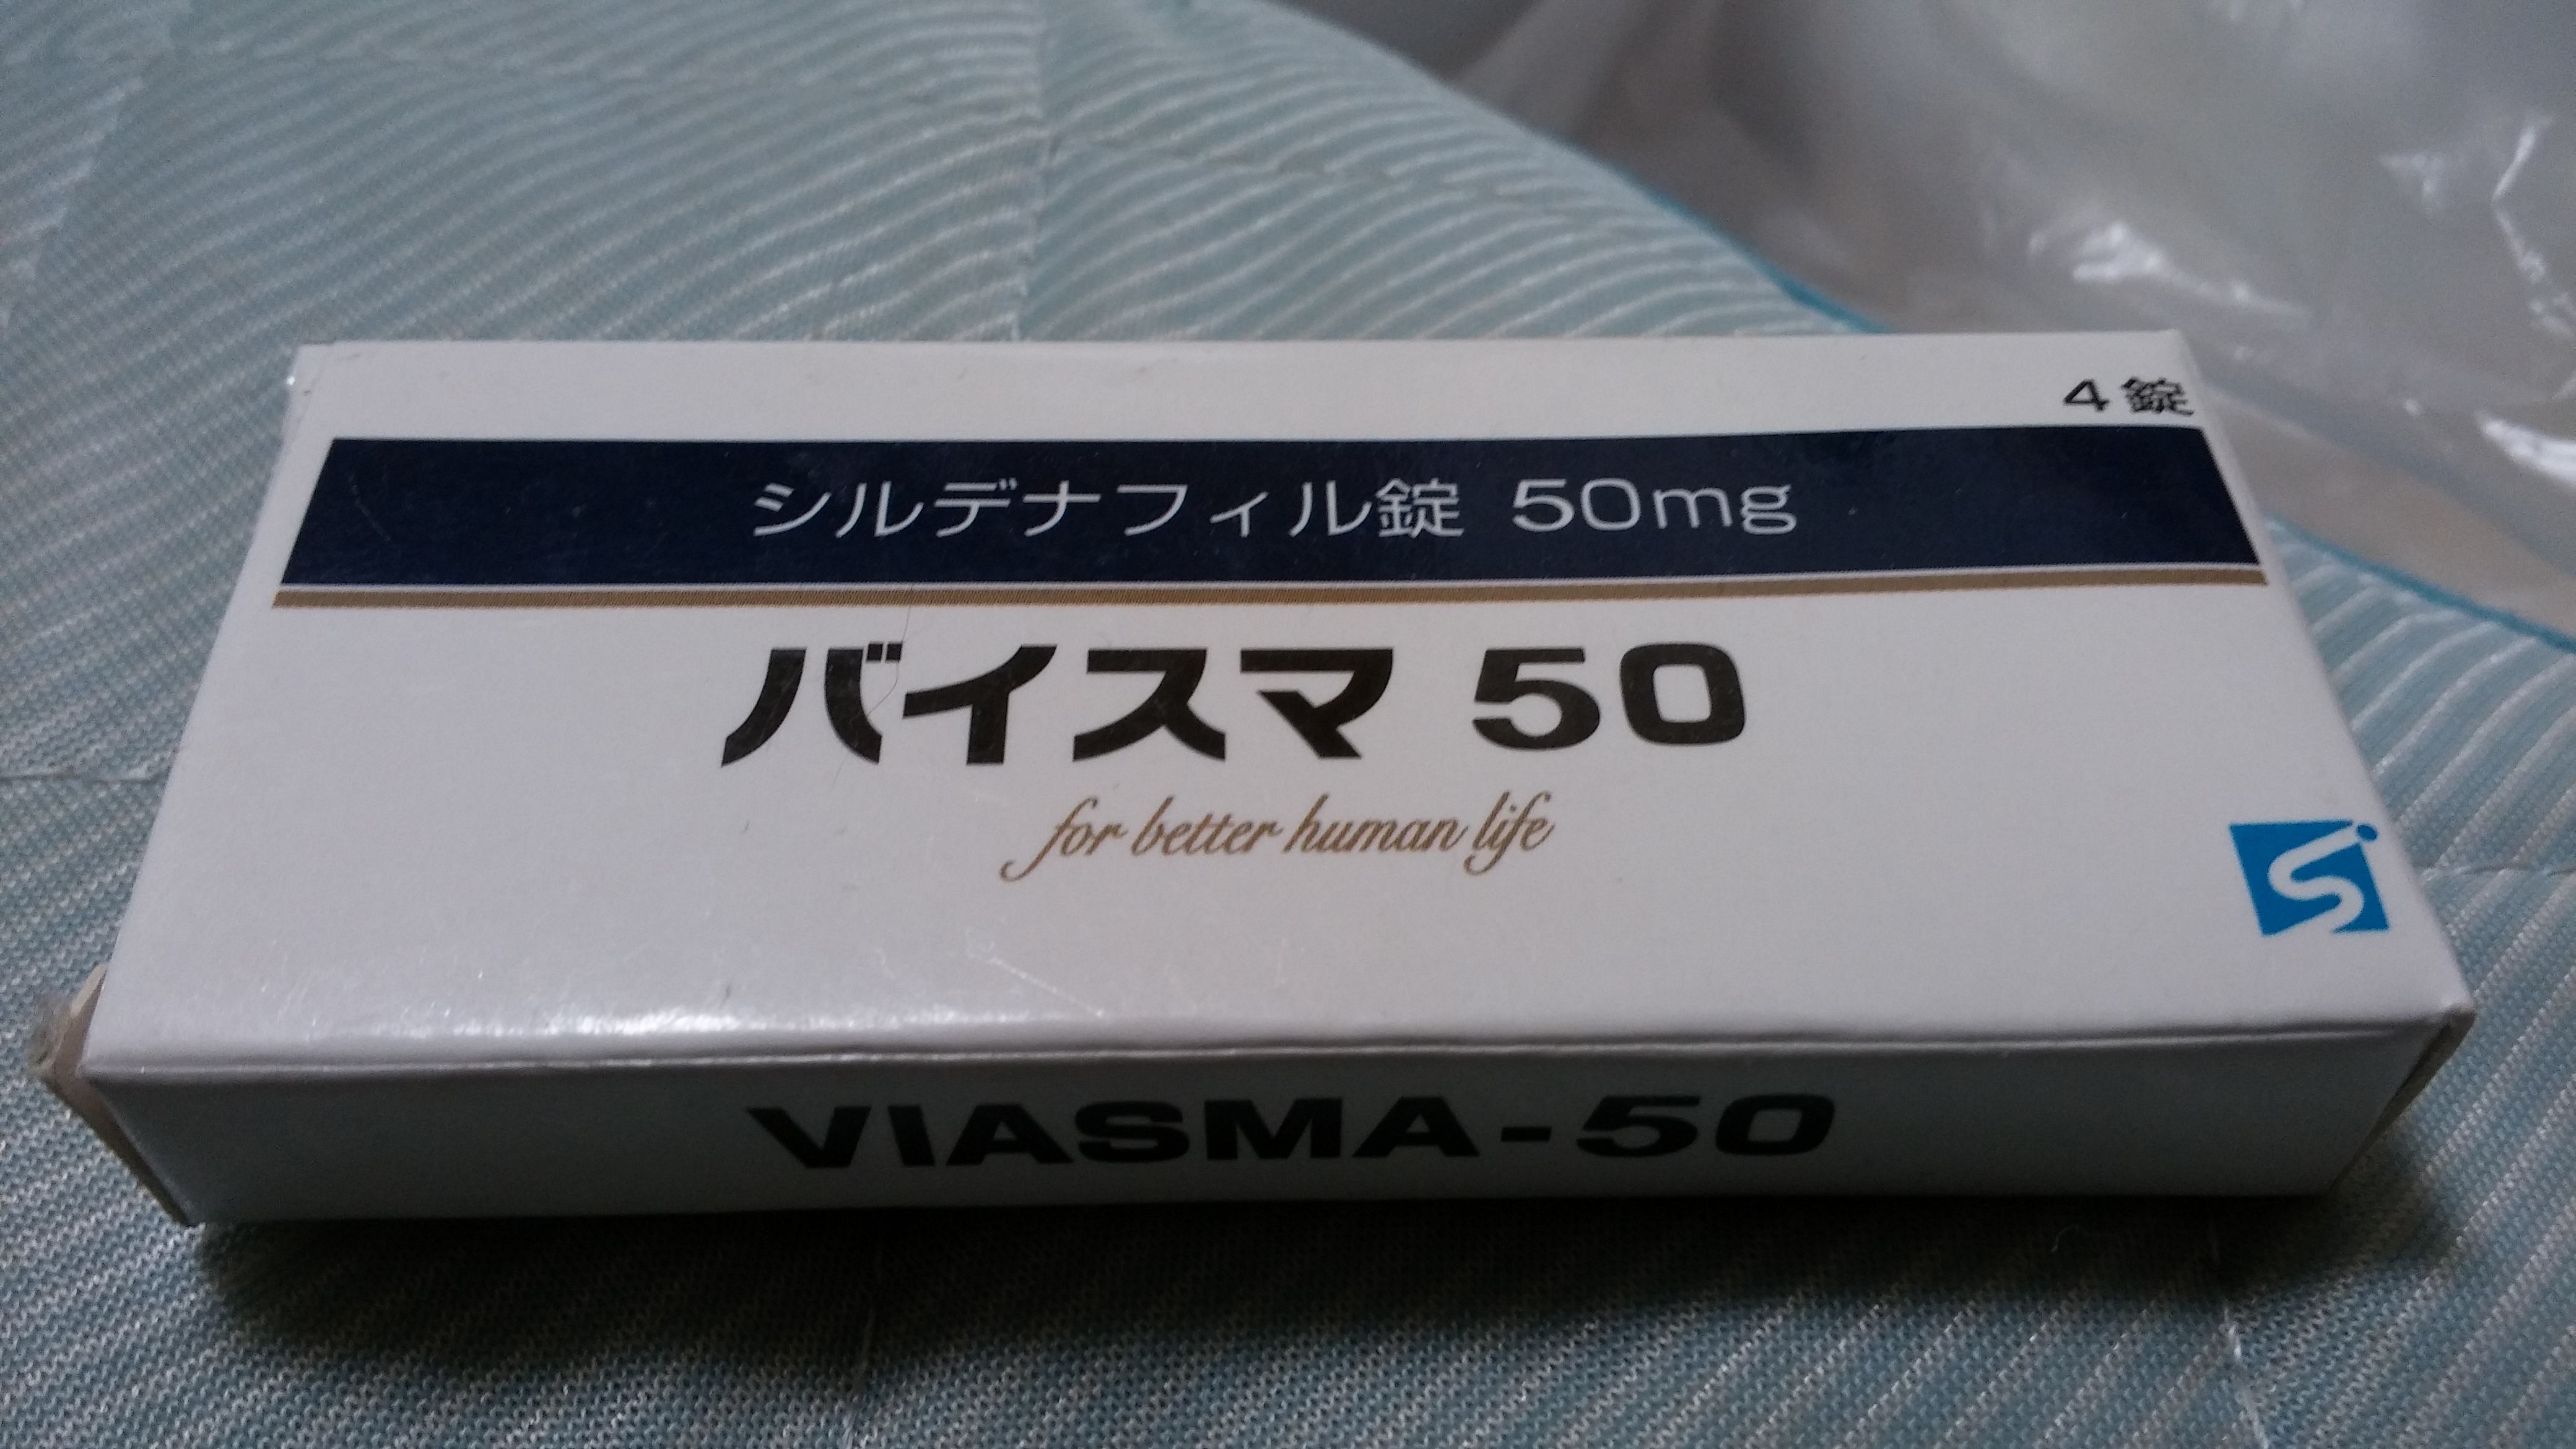 4錠
シルデナフィル錠 50mg
バイスマ 50
for better human life
VIASMA-50